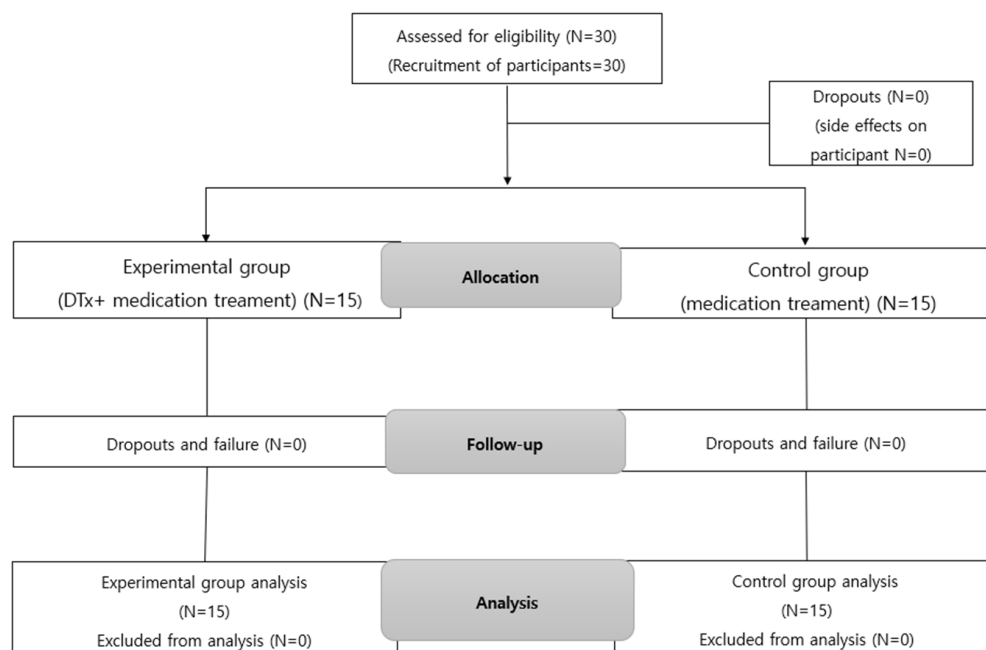 Assessed for eligibility (N=30)
(Recruitment of participants=30)
Dropouts (N=0)
(side effects on
participant N=0)
Experimental group
(DTx+ medication treament) (N=15)
Allocation
Control group
(medication treament) (N=15)
Dropouts and failure (N=0)
Follow-up
Dropouts and failure (N=0)
Experimental group analysis
(N=15)
Excluded from analysis (N=0)
Analysis
Control group analysis
(N=15)
Excluded from analysis (N=0)